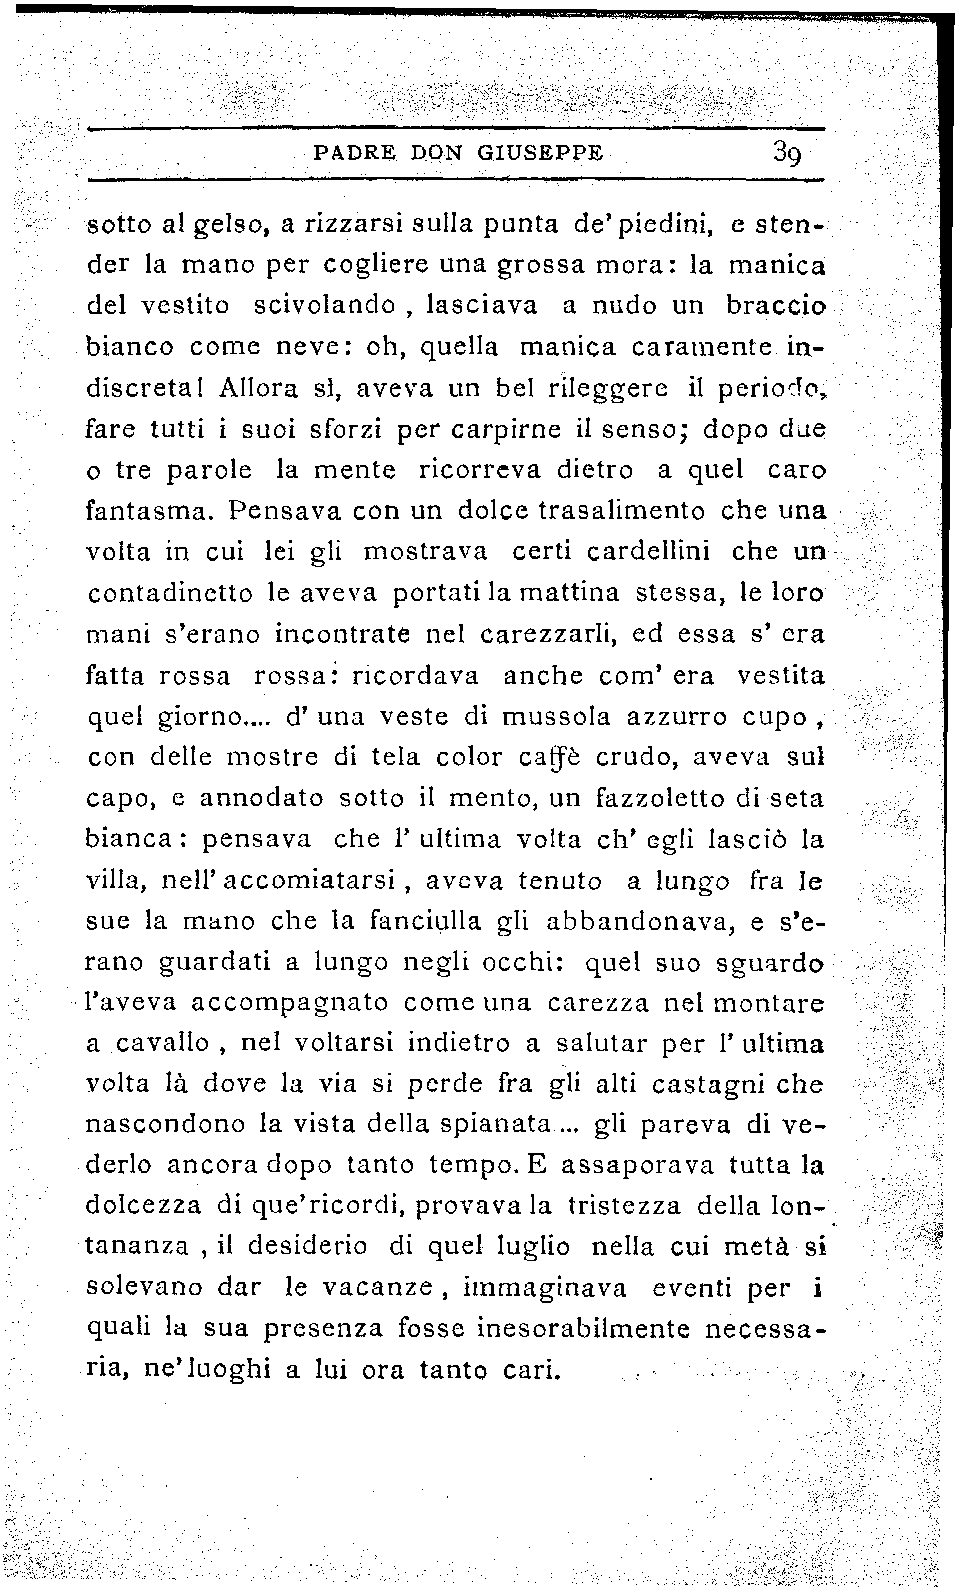 PADRE DON GIUSEPPE 39
sotto al gelso, a rizzarsi sulla punta de' piedini, e sten-
der la mano per cogliere una grossa mora: la manica
del vestito scivolando , lasciava a nudo un braccio
bianco come neve: oh, quella manica caramente in-
discreta! Allora sì, aveva un bel rileggere il periodo,
fare tutti i suoi sforzi per carpirne il senso; dopo due
o tre parole la mente ricorreva dietro a quel caro
fantasma. Pensava con un dolce trasalimento che una
volta in cui lei gli mostrava certi cardellini che un
contadinetto le aveva portati la mattina stessa, le loro
mani s'erano incontrate nel carezzarli, ed essa s' era
fatta rossa rossa: ricordava anche com' era vestita
quel giorno.... d' una veste di mussola azzurro cupo ,
con delle mostre di tela color caffè crudo, aveva sul
capo, e annodato sotto il mento, un fazzoletto di seta
bianca : pensava che l' ultima volta ch' egli lasciò la
villa, nell' accomiatarsi , aveva tenuto a lungo fra le
sue la mano che la fanciulla gli abbandonava, e s'e-
rano guardati a lungo negli occhi: quel suo sguardo
l'aveva accompagnato come una carezza nel montare
a cavallo , nel voltarsi indietro a salutar per l' ultima
volta là dove la via si perde fra gli alti castagni che
nascondono la vista della spianata.... gli pareva di ve-
derlo ancora dopo tanto tempo. E assaporava tutta la
dolcezza di que'ricordi, provava la tristezza della lon-
tananza , il desiderio di quel luglio nella cui metà si
solevano dar le vacanze , immaginava eventi per i
quali la sua presenza fosse inesorabilmente necessa-
ria, ne'luoghi a lui ora tanto cari.